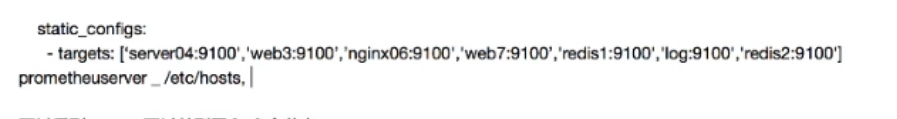 static_configs:
- targets: ['server04:9100','web3:9100','nginx06:9100','web7:9100','redis1:9100','log:9100','redis2:9100']
prometheuserver _ /etc/hosts,